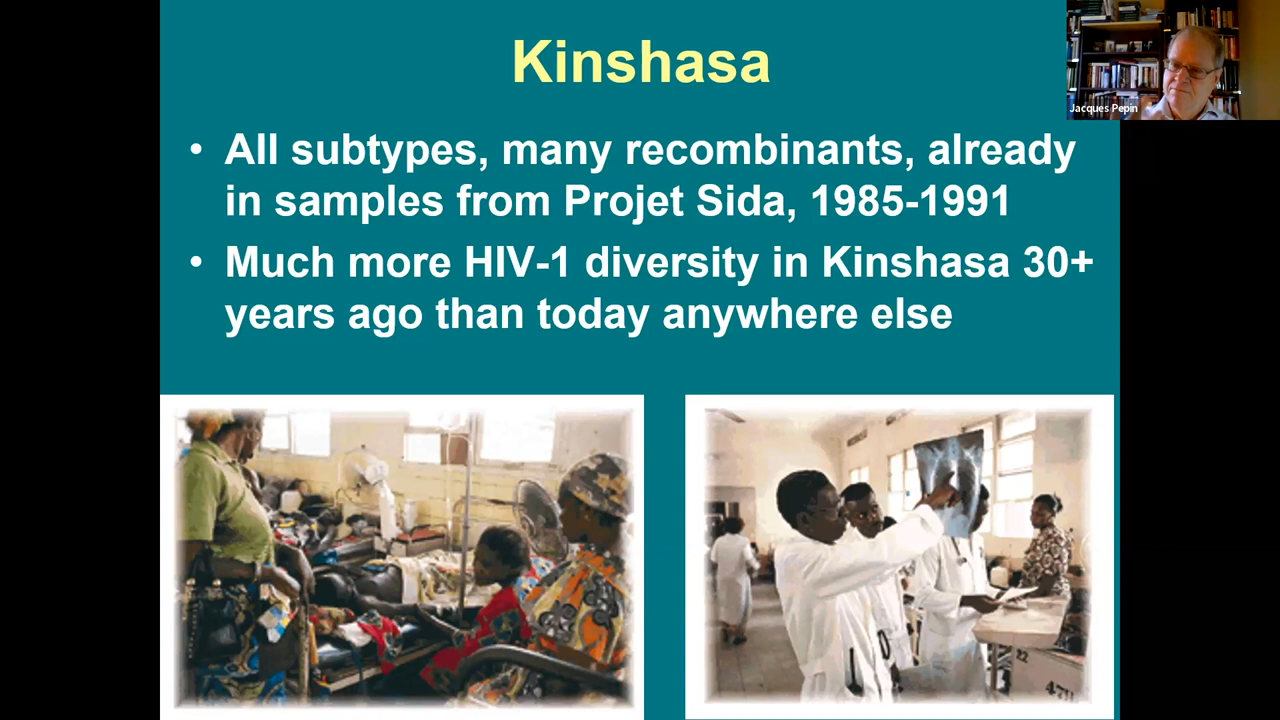 Kinshasa
Jacques Pepin
• All subtypes, many recombinants, already
in samples from Projet Sida, 1985-1991
• Much more HIV-1 diversity in Kinshasa 30+
years ago than today anywhere else
22